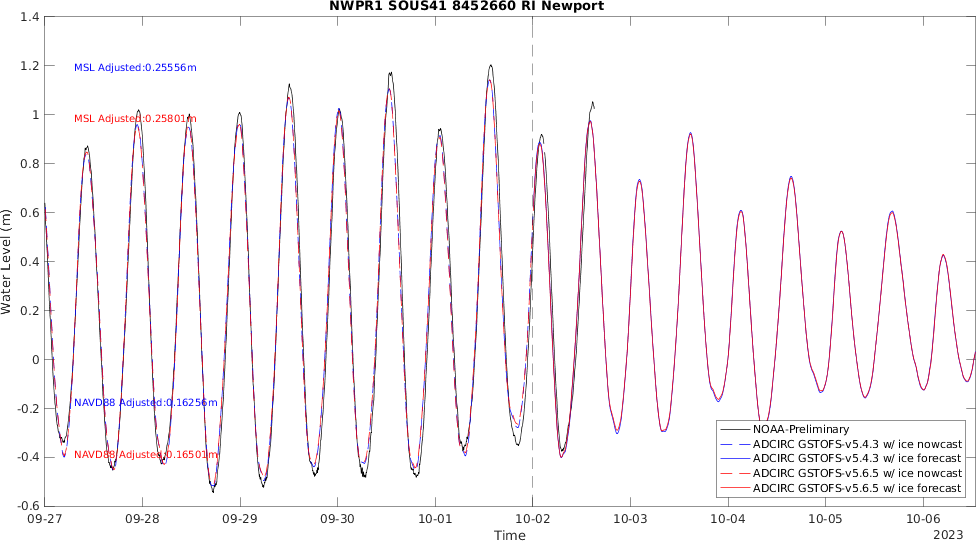 NWPR1 SOUS41 8452660 RI Newport
1.4
1.2
1
0.8
0.6
0.4
0.2
0
-0.2
-0.4
-0.6
Water Level (m)
MSL Adjusted:0.25556m
MSL Adjusted:0.25801m
NAVD88 Adjusted:0.16256m
NAVD88 Adjusted:0.16501m
NOAA-Preliminary
ADCIRC GSTOFS-v5.4.3 w/ ice nowcast
ADCIRC GSTOFS-v5.4.3 w/ ice forecast
ADCIRC GSTOFS-v5.6.5 w/ ice nowcast
ADCIRC GSTOFS-v5.6.5 w/ ice forecast
09-27 09-28 09-29 09-30 10-01 10-02 10-03 10-04 10-05 10-06
Time
2023